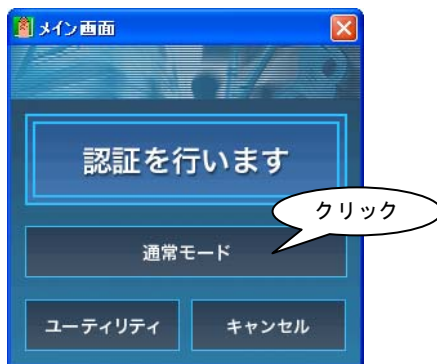 メイン画面
認証を行います
クリック
通常モード
ユーティリティ
キャンセル